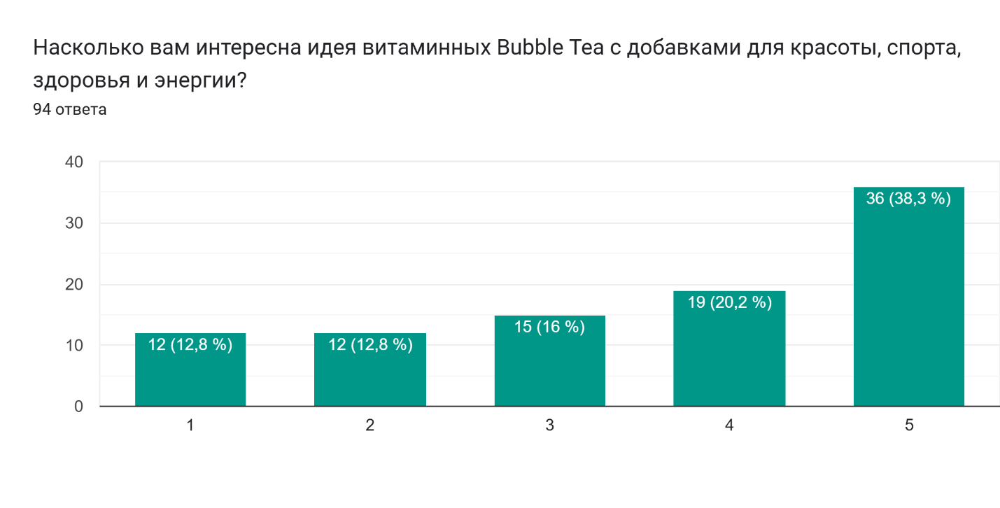 Насколько вам интересна идея витаминных Bubble Tea с добавками для красоты, спорта,
здоровья и энергии?
94 ответа
40
30
20
10
0
12 (12,8 %)
12 (12,8 %)
15 (16 %)
19 (20,2 %)
36 (38,3 %)
1
2
3
4
5